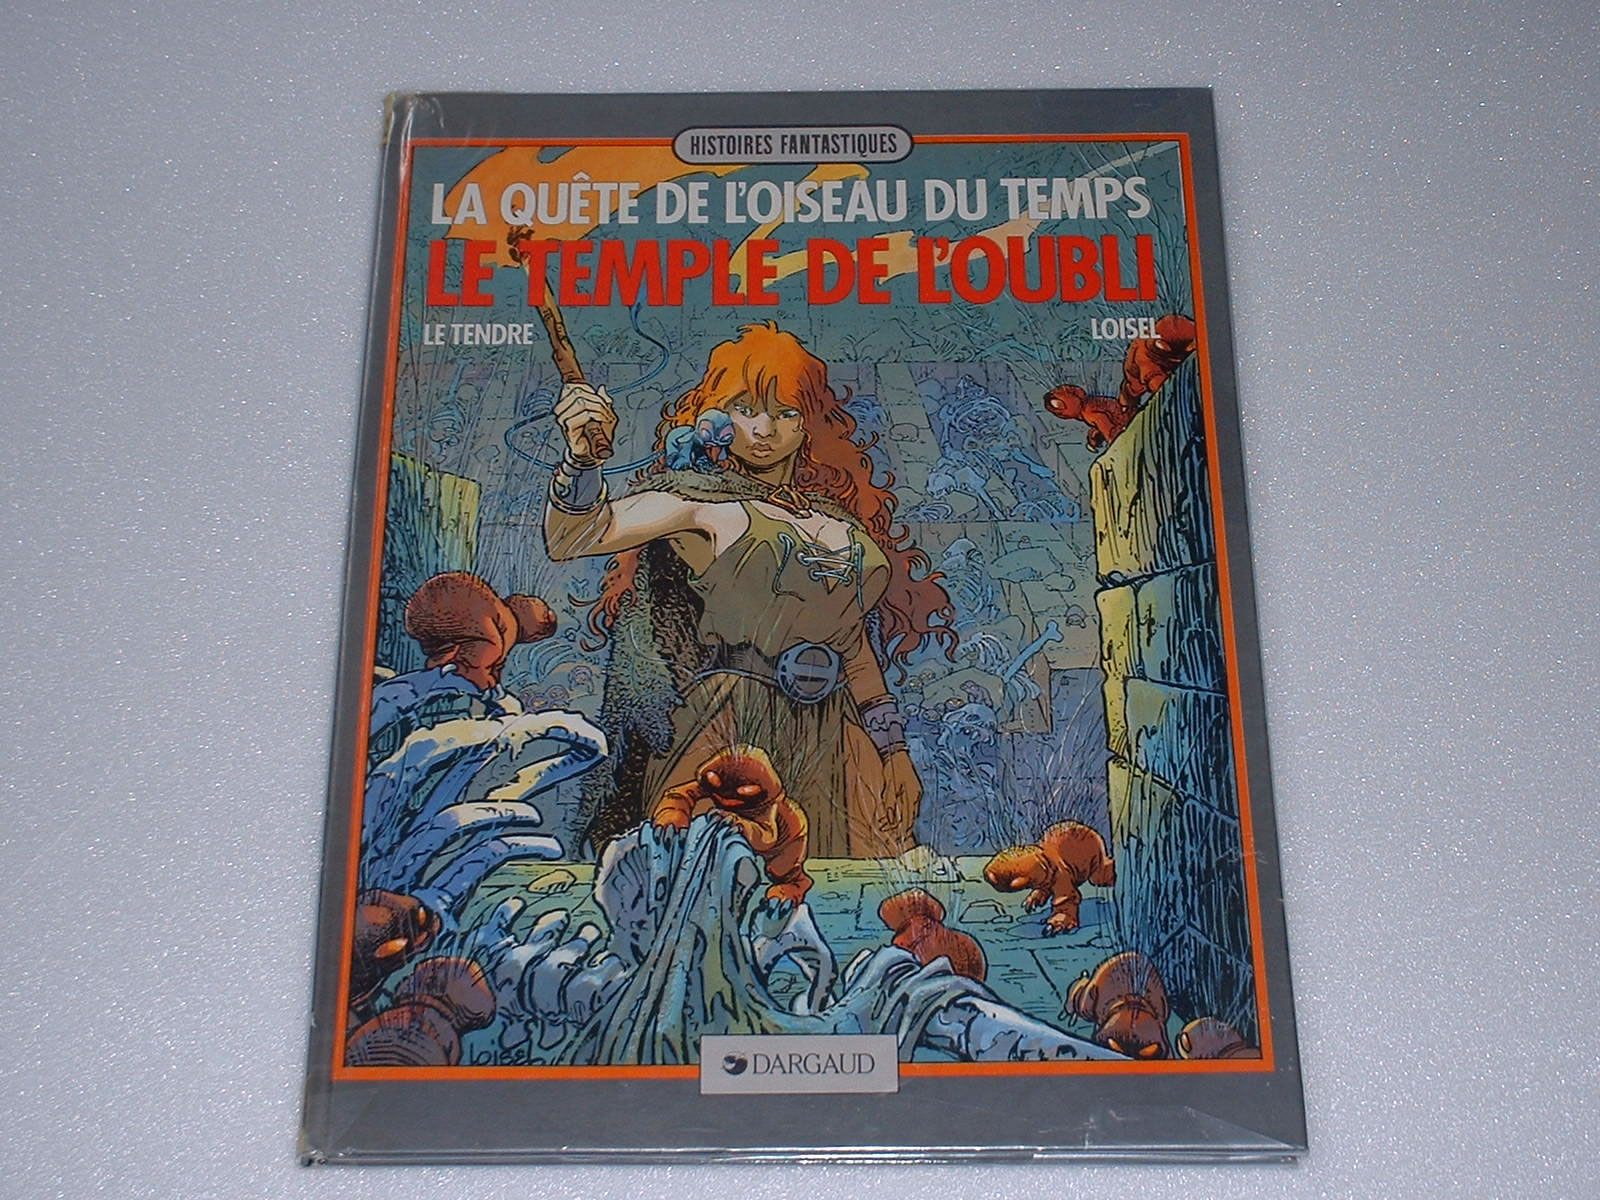 HISTOIRES FANTASTIQUES
LA QUÊTE DE L'OISEAU DU TEMPS
LE TEMPLE DE L'OUBLI
LE TENDRE
LOISEL
Loisel
DARGAUD